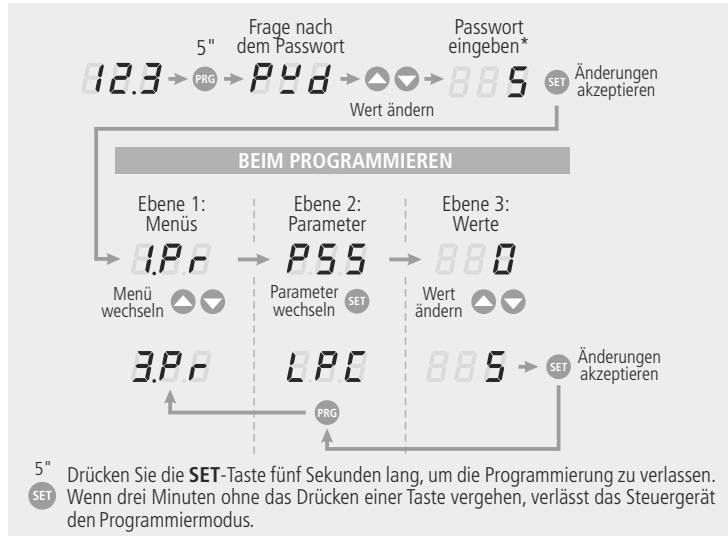 5"
Frage nach
dem Passwort
Passwort
eingeben*
12.3
PRG
PYd
5
SET
Änderungen
akzeptieren
Wert ändern
BEIM PROGRAMMIEREN
Ebene 1:
Menüs
Ebene 2:
Parameter
Ebene 3:
Werte
1.Pr
PSS
0
Menü
wechseln
Parameter
wechseln
SET
Wert
ändern
3.Pr
LPC
5
SET
Änderungen
akzeptieren
PRG
5"
SET
Drücken Sie die SET-Taste fünf Sekunden lang, um die Programmierung zu verlassen.
Wenn drei Minuten ohne das Drücken einer Taste vergehen, verlässt das Steuergerät
den Programmiermodus.